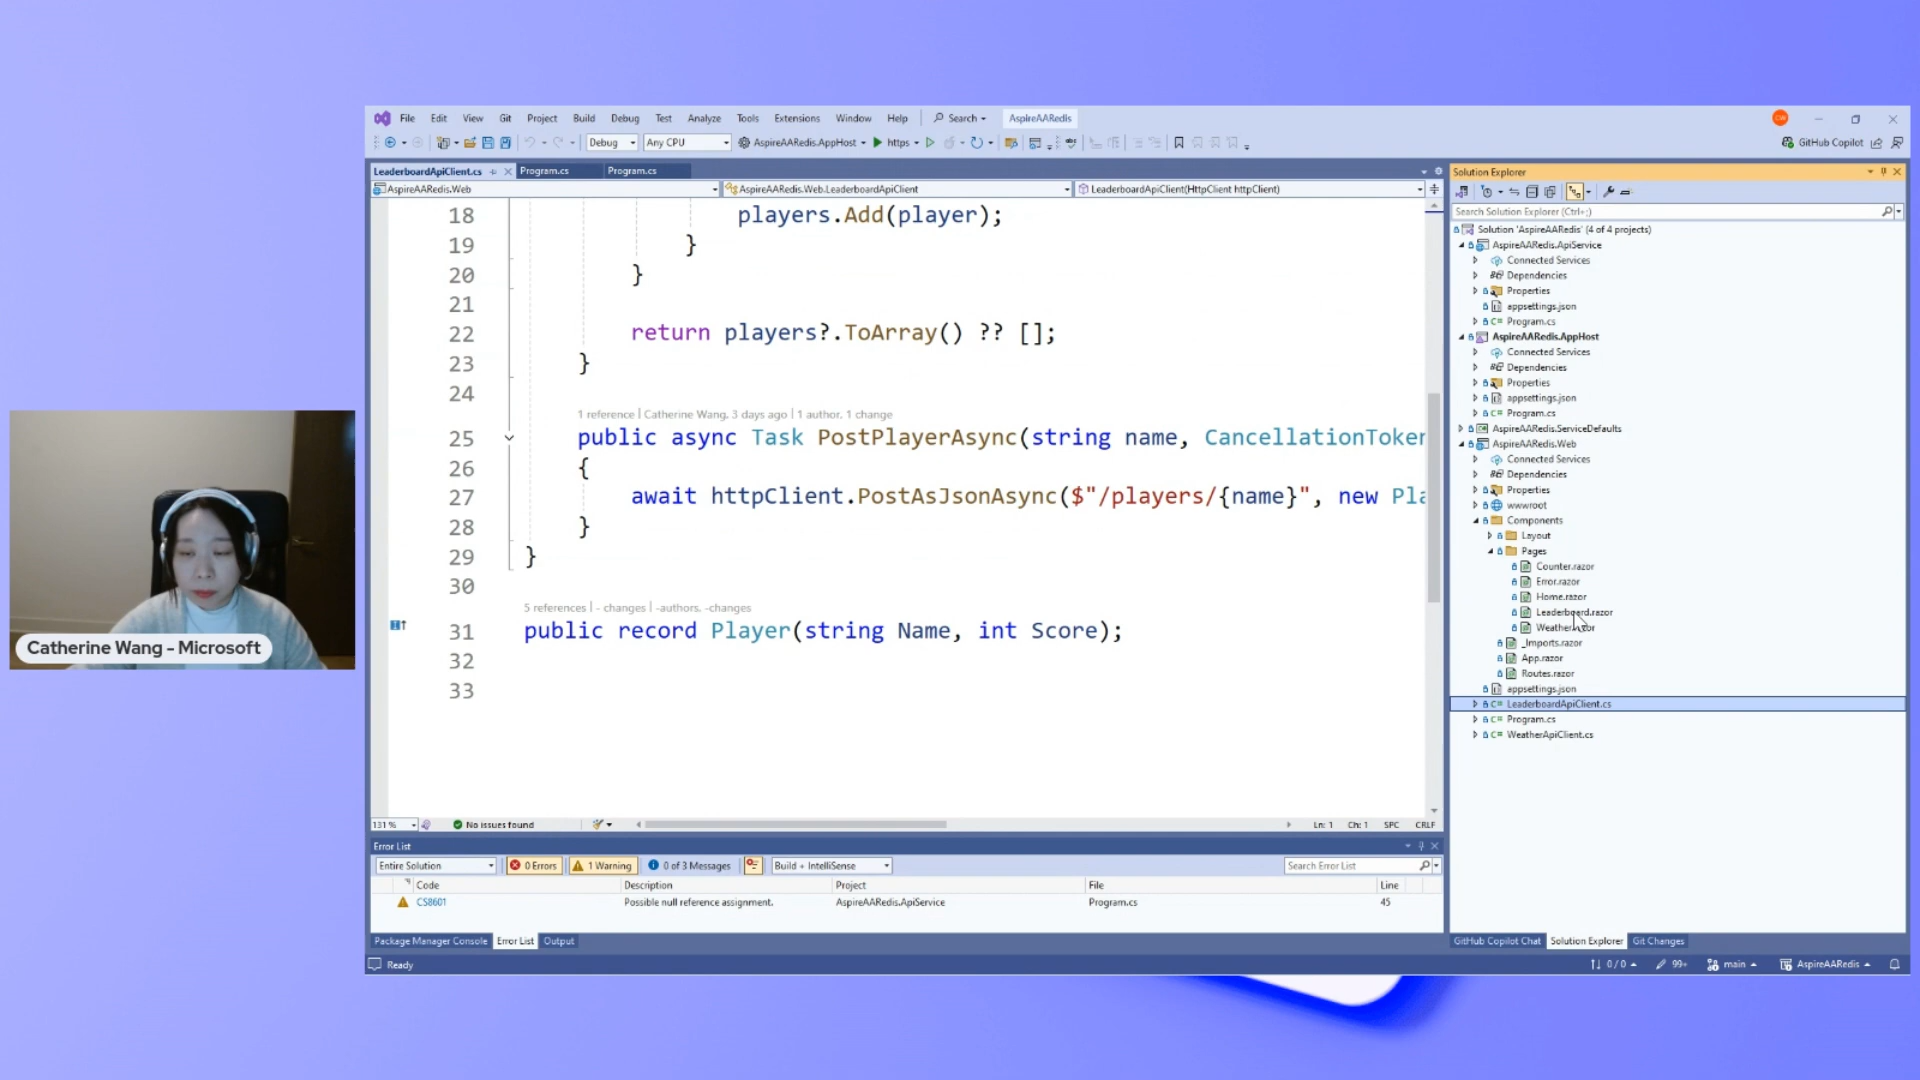 File Edit View Git Project Build Debug Test Analyze Tools Extensions Window Help Search AspireAARedis CW
Debug Any CPU AspireAARedis.AppHost https GitHub Copilot
LeaderboardApiClient.cs Program.cs Program.cs
AspireAARedis.Web AspireAARedis.Web.LeaderboardApiClient LeaderboardApiClient(HttpClient httpClient)
18 players.Add(player);
19 }
20 }
21
22 return players?.ToArray() ?? [];
23 }
24
1 reference | Catherine Wang, 3 days ago | 1 author, 1 change
25 public async Task PostPlayerAsync(string name, CancellationToken
26 {
27 await httpClient.PostAsJsonAsync($"/players/{name}", new Pla
28 }
29 }
30
5 references | - changes | -authors, -changes
31 public record Player(string Name, int Score);
32
33
131 % No issues found Ln: 1 Ch: 1 SPC CRLF
Error List
Entire Solution 0 Errors 1 Warning 0 of 3 Messages Build + IntelliSense Search Error List
Code Description Project File Line
CS8601 Possible null reference assignment. AspireAARedis.ApiService Program.cs 45
Package Manager Console Error List Output
Ready
Solution Explorer
Search Solution Explorer (Ctrl+;)
Solution 'AspireAARedis' (4 of 4 projects)
AspireAARedis.ApiService
Connected Services
Dependencies
Properties
appsettings.json
C# Program.cs
AspireAARedis.AppHost
Connected Services
Dependencies
Properties
appsettings.json
C# Program.cs
AspireAARedis.ServiceDefaults
AspireAARedis.Web
Connected Services
Dependencies
Properties
wwwroot
Components
Layout
Pages
Counter.razor
Error.razor
Home.razor
Leaderboard.razor
Weather.razor
_Imports.razor
App.razor
Routes.razor
appsettings.json
C# LeaderboardApiClient.cs
C# Program.cs
C# WeatherApiClient.cs
GitHub Copilot Chat Solution Explorer Git Changes
0 / 0 99+ main AspireAARedis
Catherine Wang - Microsoft